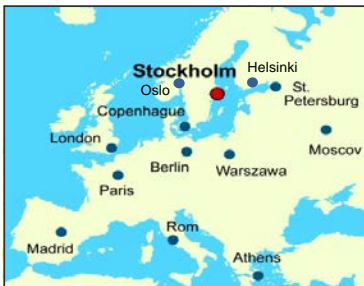 Helsinki
Stockholm
Oslo
St.
Petersburg
Copenhague
London
Moscov
Berlin
Warszawa
Paris
Rom
Madrid
Athens